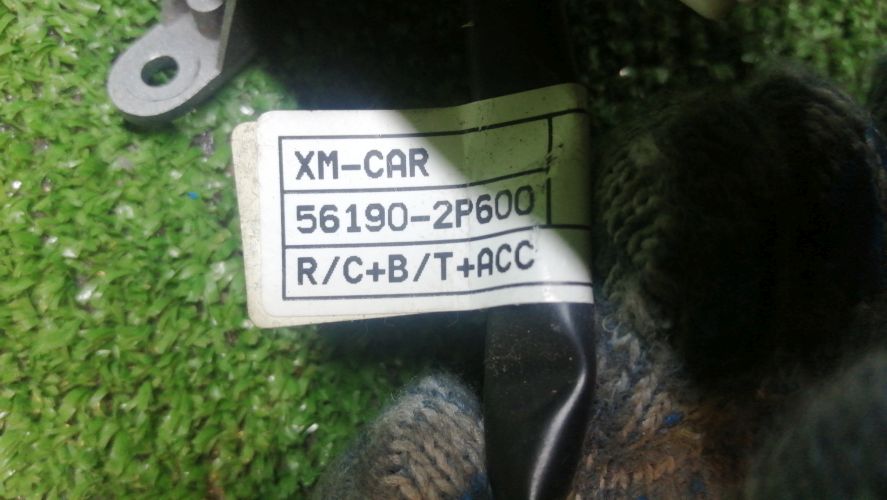 XM-CAR
56190-2P600
R/C+B/T+ACC